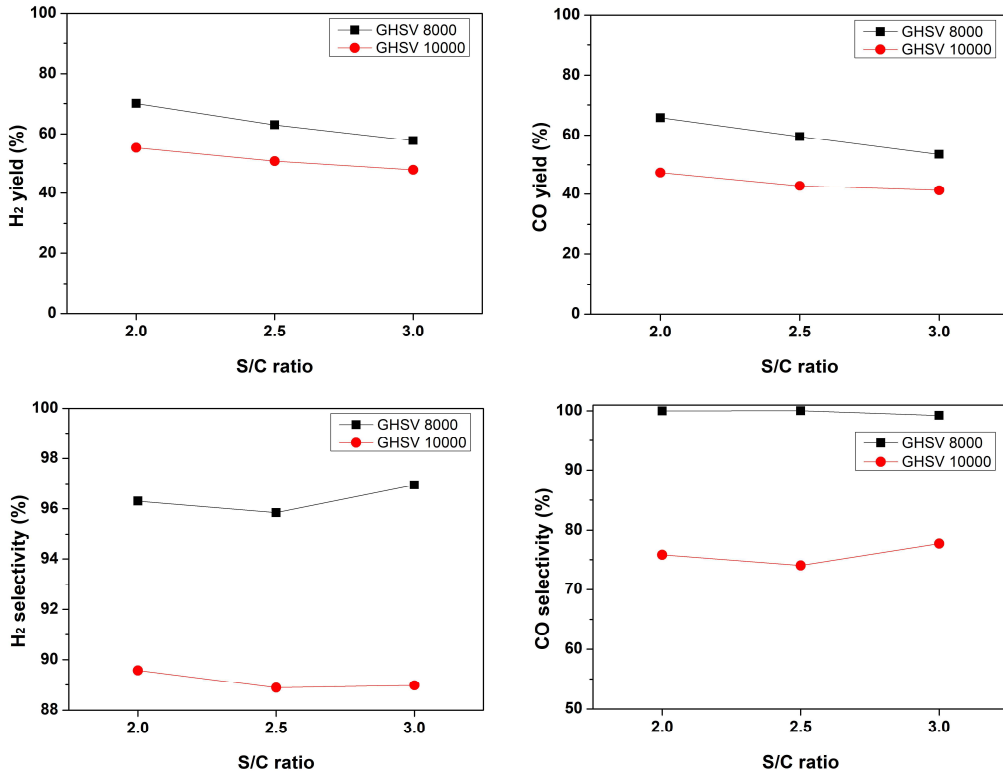 100
80
60
40
20
0
H₂ yield (%)
GHSV 8000
GHSV 10000
2.0 2.5 3.0
S/C ratio
100
80
60
40
20
0
CO yield (%)
GHSV 8000
GHSV 10000
2.0 2.5 3.0
S/C ratio
100
98
96
94
92
90
88
H₂ selectivity (%)
GHSV 8000
GHSV 10000
2.0 2.5 3.0
S/C ratio
100
90
80
70
60
50
CO selectivity (%)
GHSV 8000
GHSV 10000
2.0 2.5 3.0
S/C ratio